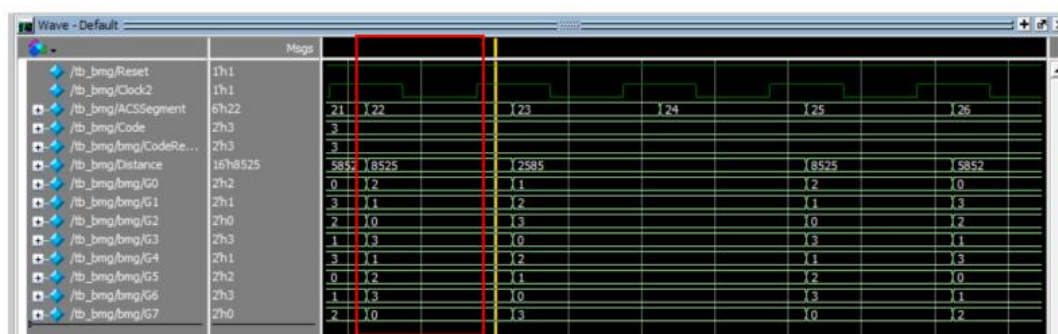 Wave - Default
Msgs
/tb_bmg/Reset 1'h1
/tb_bmg/Clock2 1'h1
/tb_bmg/ACSSegment 6'h22 21 22 23 24 25 26
/tb_bmg/Code 2'h3 3
/tb_bmg/bmg/CodeRe... 2'h3 3
/tb_bmg/Distance 16'h8525 5852 8525 2585 8525 5852
/tb_bmg/bmg/G0 2'h2 0 2 1 2 0
/tb_bmg/bmg/G1 2'h1 3 1 2 1 3
/tb_bmg/bmg/G2 2'h0 2 0 3 0 2
/tb_bmg/bmg/G3 2'h3 1 3 0 3 1
/tb_bmg/bmg/G4 2'h1 3 1 2 1 3
/tb_bmg/bmg/G5 2'h2 0 2 1 2 0
/tb_bmg/bmg/G6 2'h3 1 3 0 3 1
/tb_bmg/bmg/G7 2'h0 2 0 3 0 2